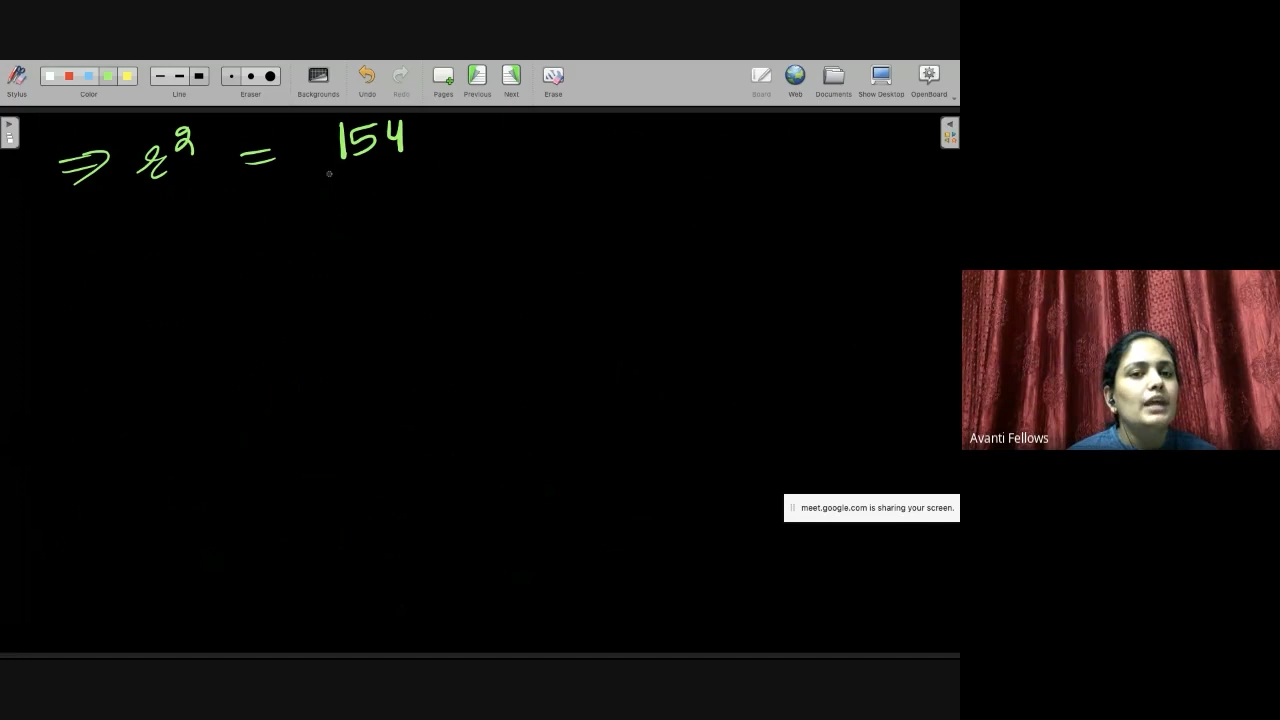 Stylus Color Line Eraser Backgrounds Undo Redo Pages Previous Next Erase Board Web Documents Show Desktop OpenBoard
⇒ r² = 154
Avanti Fellows
meet.google.com is sharing your screen.